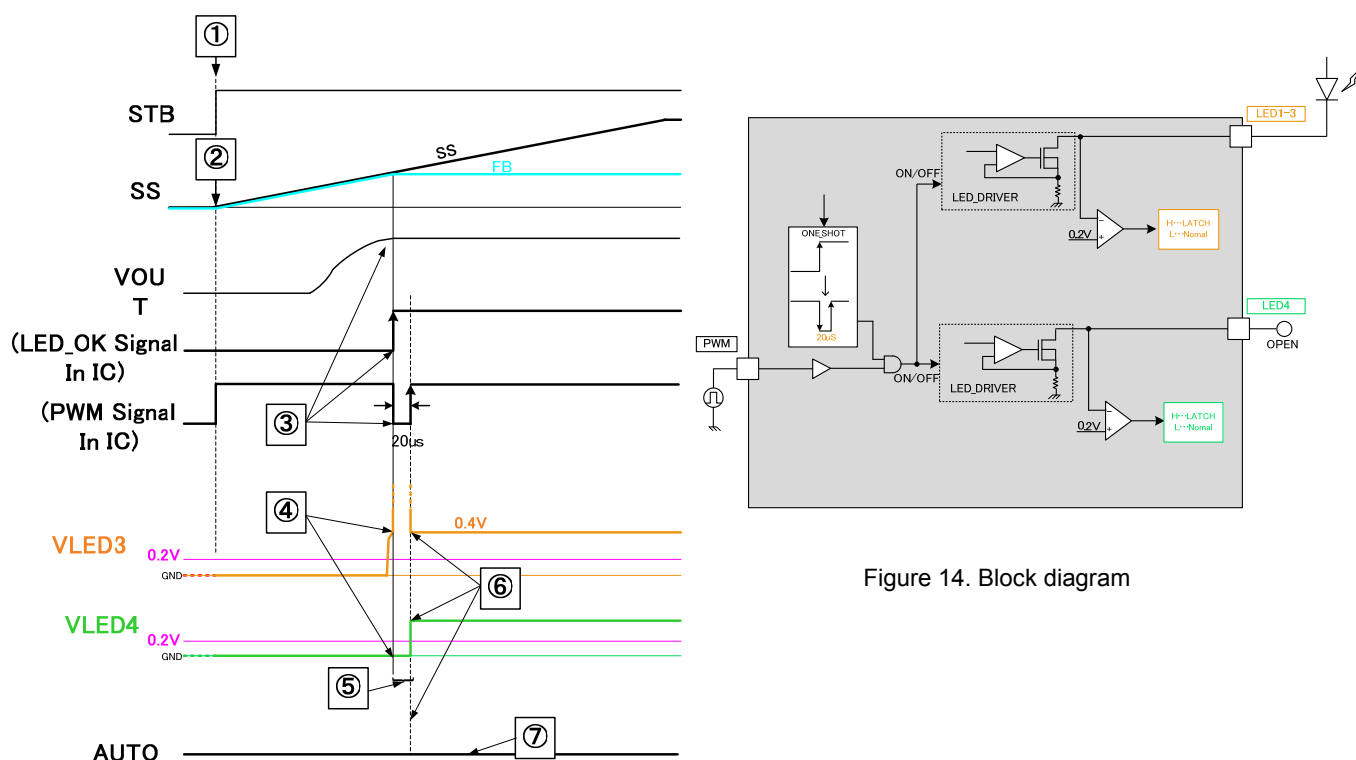 ①
STB
②
SS
SS
FB
VOU
T
(LED_OK Signal
In IC)
(PWM Signal
In IC)
③
20us
④
VLED3
0.2V
GND
0.4V
⑥
VLED4
0.2V
GND
⑤
⑦
AUTO
LED1-3
ON/OFF
LED_DRIVER
0.2V
H···LATCH
L···Nomal
ONE_SHOT
20uS
LED4
OPEN
PWM
ON/OFF
LED_DRIVER
0.2V
H···LATCH
L···Nomal
Figure 14. Block diagram